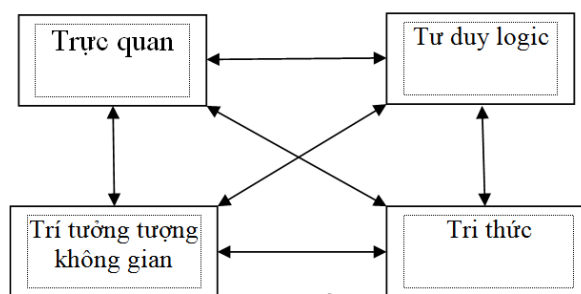 Trực quan
Tư duy logic
Trí tưởng tượng
không gian
Tri thức